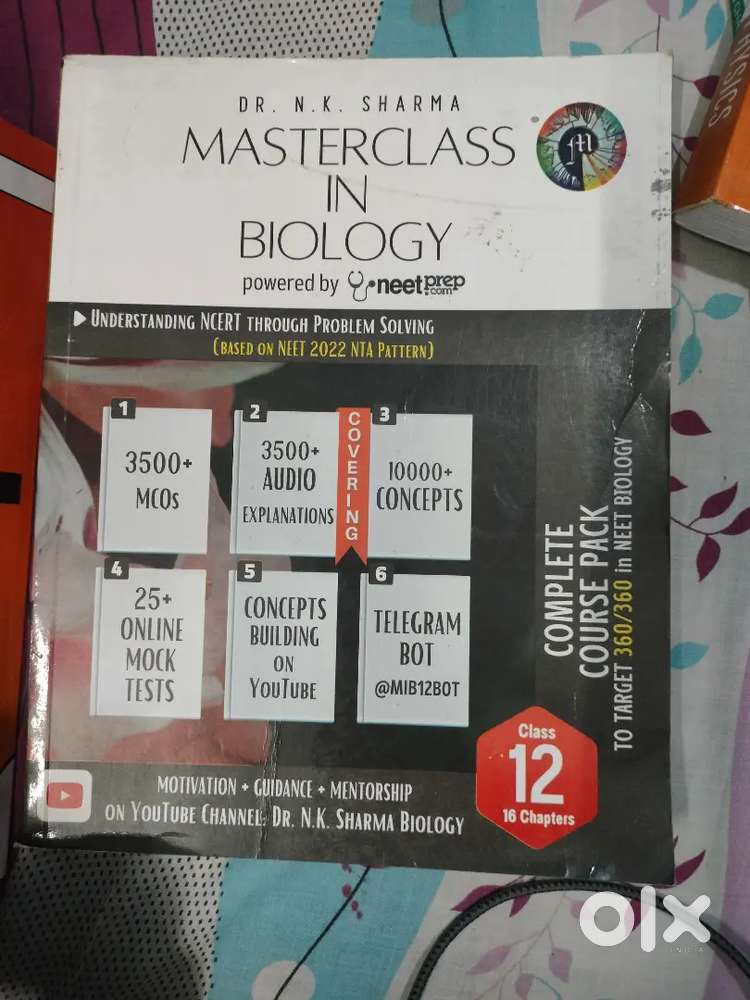 DR. N.K. SHARMA
MASTERCLASS
IN
BIOLOGY
powered by neetprep
.com
M
UNDERSTANDING NCERT THROUGH PROBLEM SOLVING
(BASED ON NEET 2022 NTA PATTERN)
1
3500+
MCQs
2
3500+
AUDIO
EXPLANATIONS
COVERING
3
10000+
CONCEPTS
4
25+
ONLINE
MOCK
TESTS
5
CONCEPTS
BUILDING
ON
YOUTUBE
6
TELEGRAM
BOT
@MIB12BOT
COMPLETE
COURSE PACK
TO TARGET 360/360 in NEET BIOLOGY
Class
12
16 Chapters
MOTIVATION + GUIDANCE + MENTORSHIP
ON YOUTUBE CHANNEL: DR. N.K. SHARMA BIOLOGY
olx
INDIA